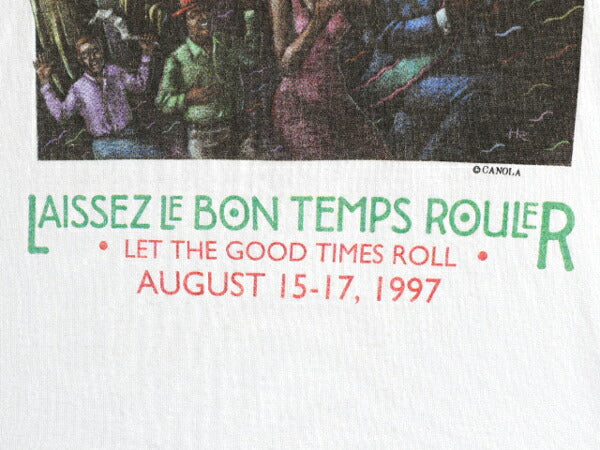 ©CANOLA
LAISSEZ LE BON TEMPS ROULER
• LET THE GOOD TIMES ROLL •
AUGUST 15-17, 1997